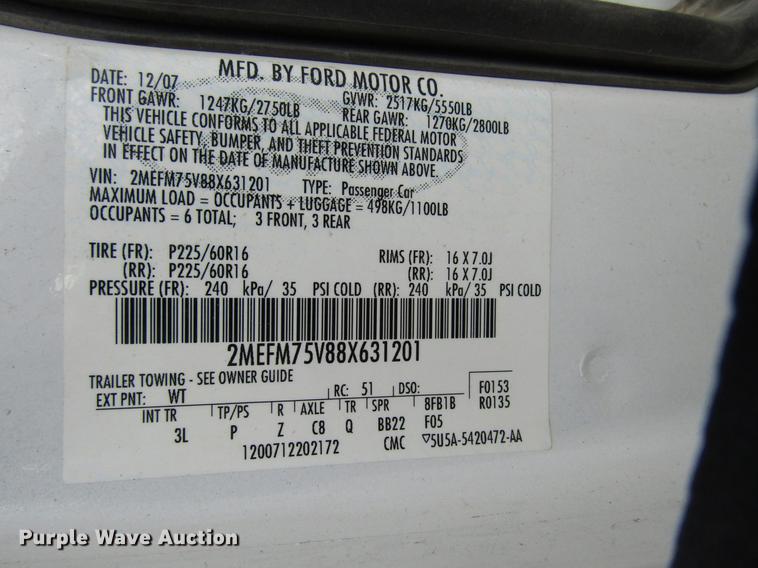 MFD. BY FORD MOTOR CO.
DATE: 12/07
GVWR: 2517KG/5550LB
FRONT GAWR: 1247KG/2750LB
REAR GAWR: 1270KG/2800LB
THIS VEHICLE CONFORMS TO ALL APPLICABLE FEDERAL MOTOR
VEHICLE SAFETY, BUMPER, AND THEFT PREVENTION STANDARDS
IN EFFECT ON THE DATE OF MANUFACTURE SHOWN ABOVE.
VIN: 2MEFM75V88X631201 TYPE: Passenger Car
MAXIMUM LOAD = OCCUPANTS + LUGGAGE = 498KG/1100LB
OCCUPANTS = 6 TOTAL; 3 FRONT, 3 REAR
TIRE (FR): P225/60R16 RIMS (FR): 16 X 7.0J
(RR): P225/60R16 (RR): 16 X 7.0J
PRESSURE (FR): 240 kPa/ 35 PSI COLD (RR): 240 kPa/ 35 PSI COLD
2MEFM75V88X631201
TRAILER TOWING - SEE OWNER GUIDE
EXT PNT: WT RC: 51 DSO: F0153
R0135
INT TR TP/PS R AXLE TR SPR 8FB1B
3L P Z C8 Q BB22 F05
1200712202172 CMC ▽5U5A-5420472-AA
Purple Wave Auction